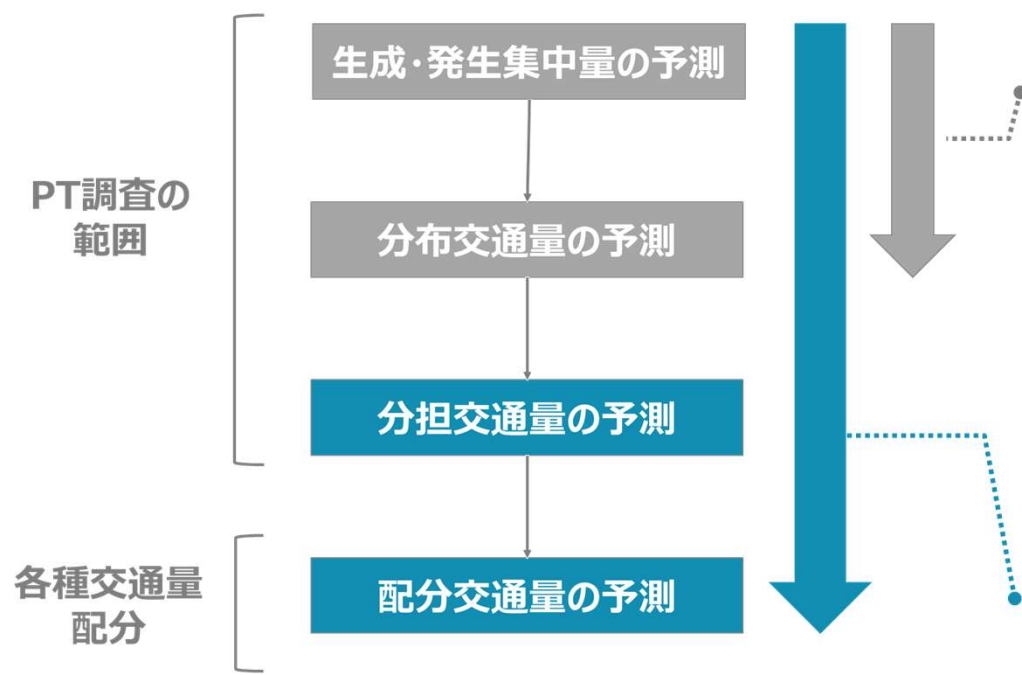 生成・発生集中量の予測
PT調査の
範囲
分布交通量の予測
分担交通量の予測
各種交通量
配分
配分交通量の予測